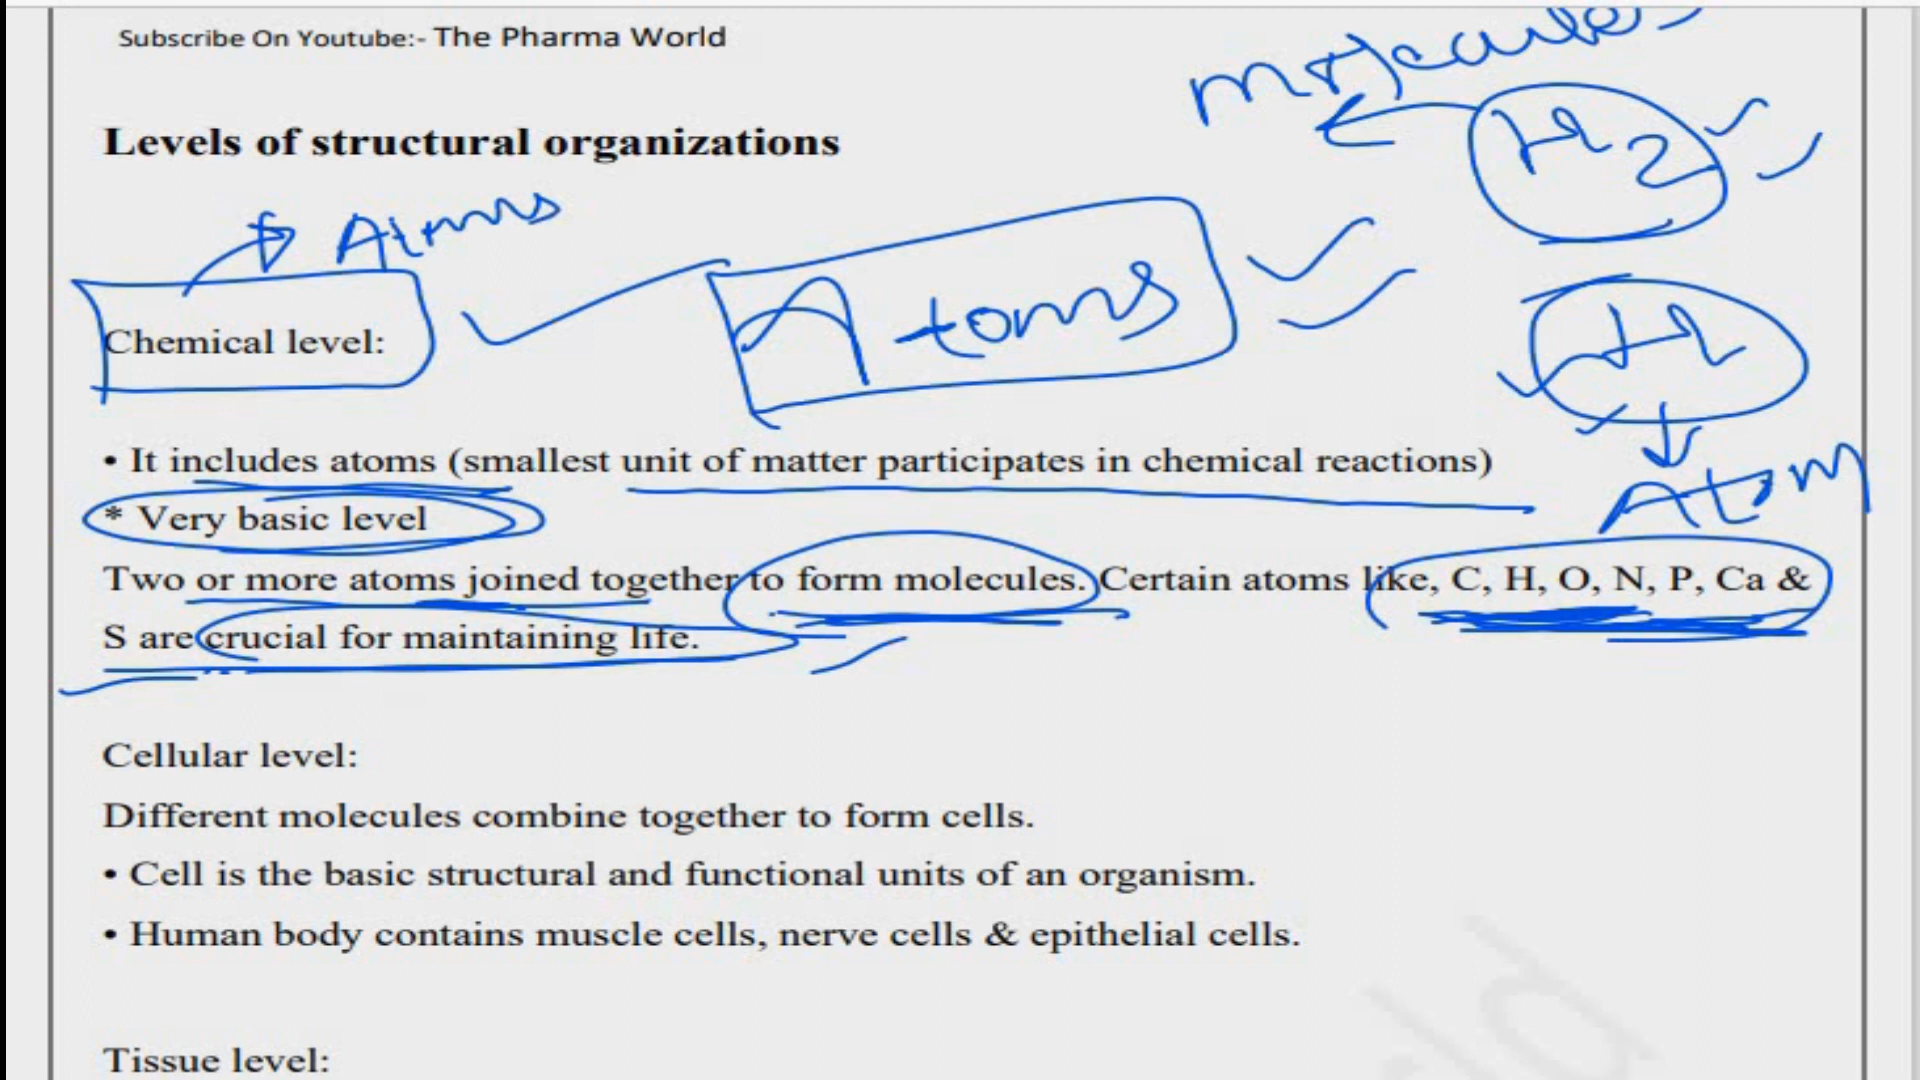 Subscribe On Youtube:- The Pharma World
molecules
H2
Levels of structural organizations
Atoms
Atoms
H
Chemical level:
• It includes atoms (smallest unit of matter participates in chemical reactions)
Atom
* Very basic level
Two or more atoms joined together to form molecules. Certain atoms like, C, H, O, N, P, Ca &
S are crucial for maintaining life.
Cellular level:
Different molecules combine together to form cells.
• Cell is the basic structural and functional units of an organism.
• Human body contains muscle cells, nerve cells & epithelial cells.
Tissue level: